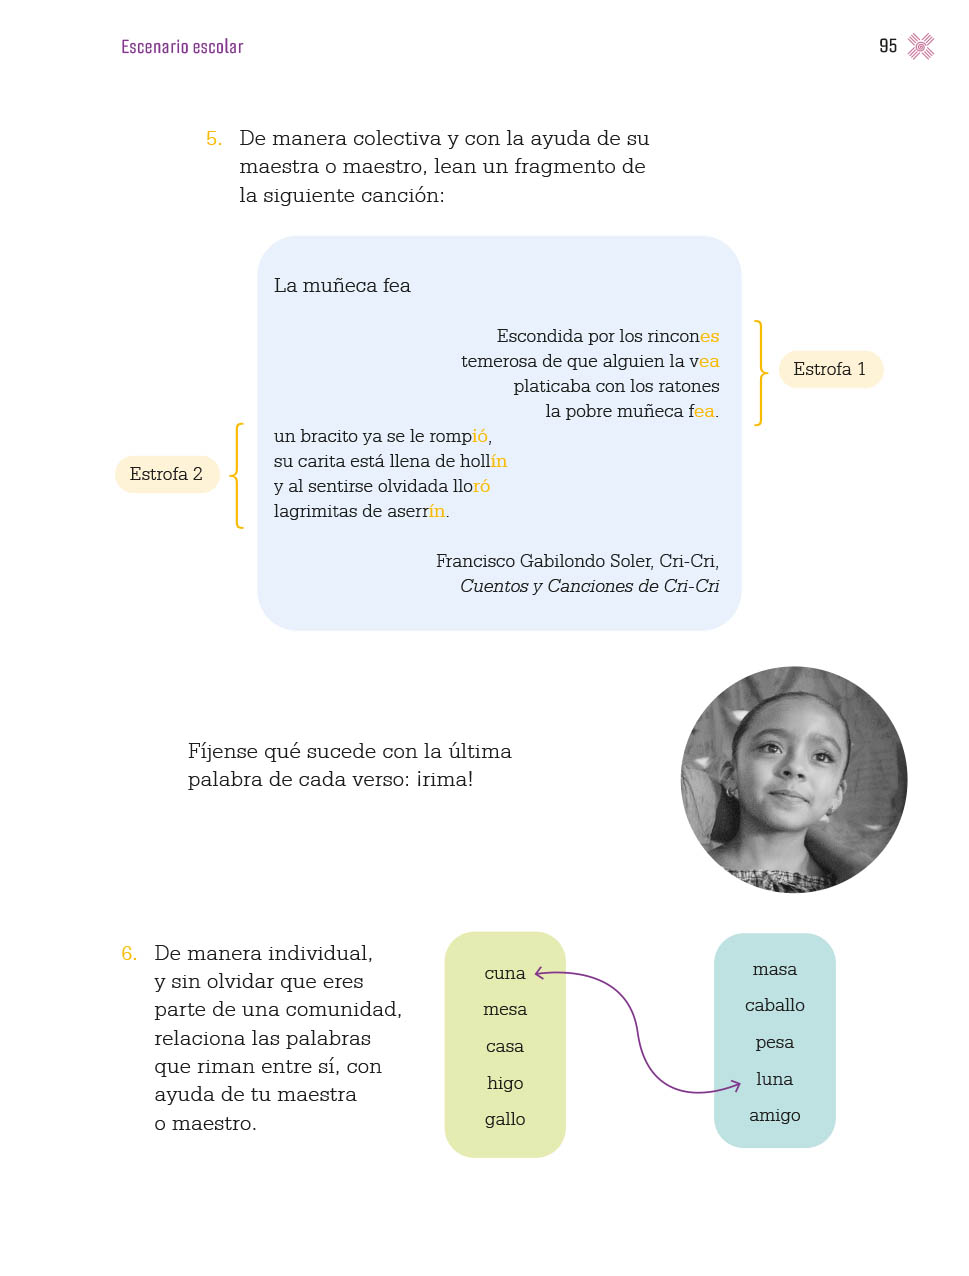 Escenario escolar
95
5. De manera colectiva y con la ayuda de su
maestra o maestro, lean un fragmento de
la siguiente canción:
La muñeca fea
Escondida por los rincones
temerosa de que alguien la vea
platicaba con los ratones
la pobre muñeca fea.
Estrofa 1
un bracito ya se le rompió,
su carita está llena de hollín
y al sentirse olvidada lloró
lagrimitas de aserrín.
Estrofa 2
Francisco Gabilondo Soler, Cri-Cri,
Cuentos y Canciones de Cri-Cri
Fíjense qué sucede con la última
palabra de cada verso: ¡rima!
6. De manera individual,
y sin olvidar que eres
parte de una comunidad,
relaciona las palabras
que riman entre sí, con
ayuda de tu maestra
o maestro.
cuna
mesa
casa
higo
gallo
masa
caballo
pesa
luna
amigo